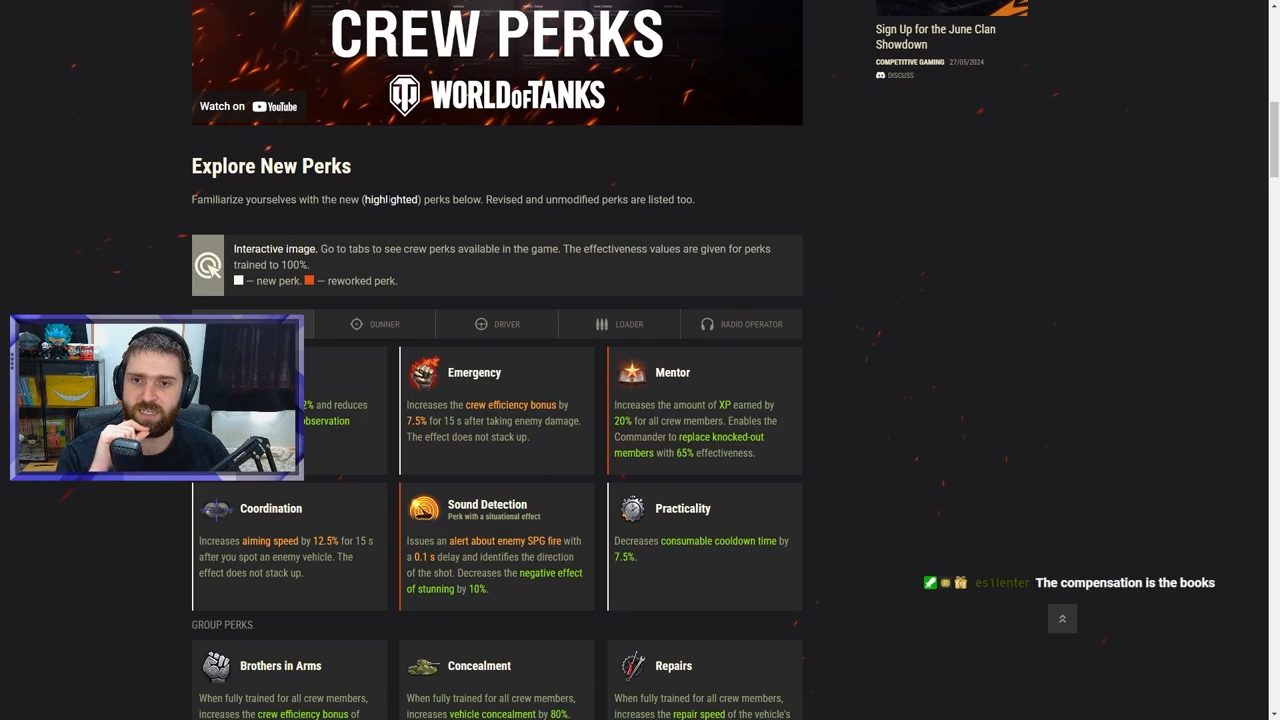 CREW PERKS
WORLD OF TANKS
Watch on YouTube
Sign Up for the June Clan
Showdown
COMPETITIVE GAMING 27/05/2024
DISCUSS
Explore New Perks
Familiarize yourselves with the new (highlighted) perks below. Revised and unmodified perks are listed too.
Interactive image. Go to tabs to see crew perks available in the game. The effectiveness values are given for perks
trained to 100%.
— new perk. — reworked perk.
GUNNER
DRIVER
LOADER
RADIO OPERATOR
2% and reduces
observation
Emergency
Increases the crew efficiency bonus by
7.5% for 15 s after taking enemy damage.
The effect does not stack up.
Mentor
Increases the amount of XP earned by
20% for all crew members. Enables the
Commander to replace knocked-out
members with 65% effectiveness.
Coordination
Increases aiming speed by 12.5% for 15 s
after you spot an enemy vehicle. The
effect does not stack up.
Sound Detection
Perk with a situational effect
Issues an alert about enemy SPG fire with
a 0.1 s delay and identifies the direction
of the shot. Decreases the negative effect
of stunning by 10%.
Practicality
Decreases consumable cooldown time by
7.5%.
es1lenter The compensation is the books
GROUP PERKS
Brothers in Arms
When fully trained for all crew members,
increases the crew efficiency bonus of
Concealment
When fully trained for all crew members,
increases vehicle concealment by 80%.
Repairs
When fully trained for all crew members,
increases the repair speed of the vehicle's